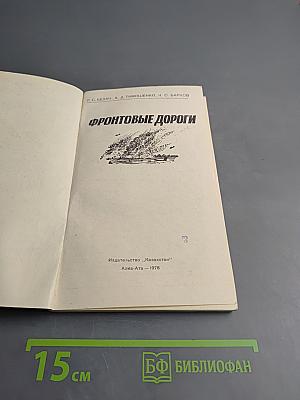 ФРОНТОВЫЕ ДОРОГИ
Издательство „Казахстан"
Алма-Ата — 1978
15 см
БФ БИБЛИОФАН